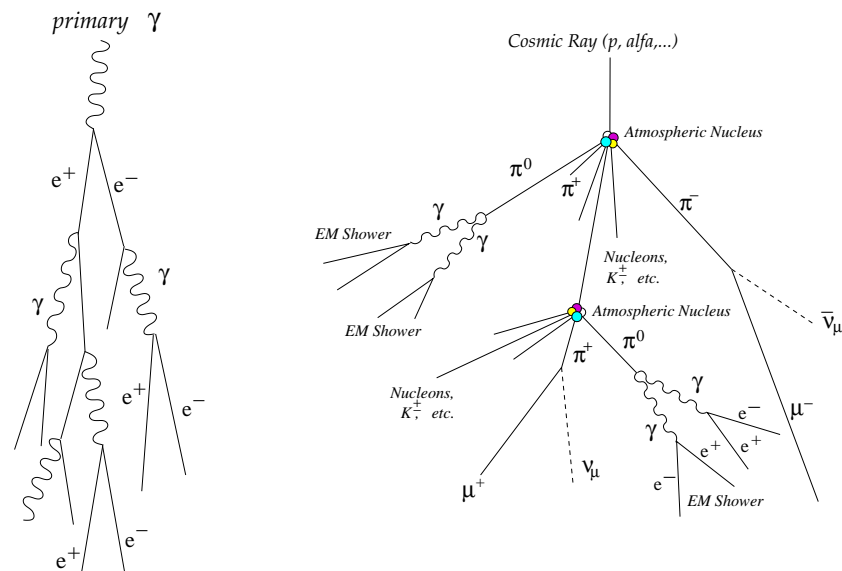 primary γ
e⁺
e⁻
γ
γ
e⁺
e⁻
e⁺
e⁻
Cosmic Ray (p, alfa,...)
Atmospheric Nucleus
π⁰
π⁺
π⁻
γ
γ
EM Shower
EM Shower
Nucleons,
K±, etc.
Atmospheric Nucleus
ν̄μ
π⁺
π⁰
Nucleons,
K±, etc.
γ
γ
μ⁻
e⁻
e⁺
e⁺
e⁻
μ⁺
νμ
EM Shower